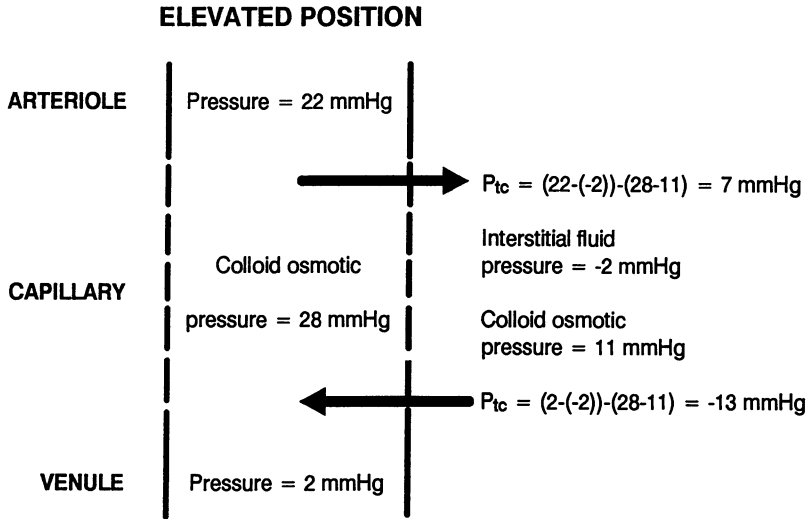 ELEVATED POSITION
ARTERIOLE
Pressure = 22 mmHg
Ptc = (22-(-2))-(28-11) = 7 mmHg
Interstitial fluid
pressure = -2 mmHg
Colloid osmotic
CAPILLARY
pressure = 28 mmHg
Colloid osmotic
pressure = 11 mmHg
Ptc = (2-(-2))-(28-11) = -13 mmHg
VENULE
Pressure = 2 mmHg